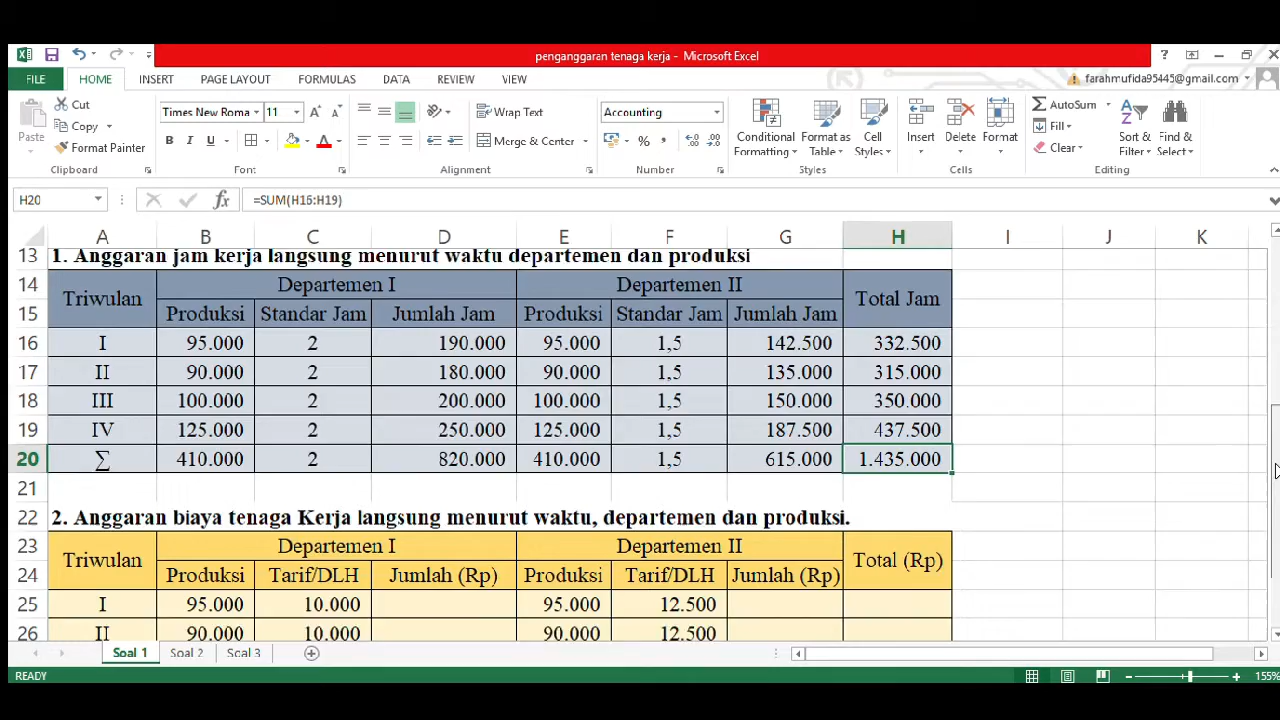 penganggaran tenaga kerja - Microsoft Excel
FILE HOME INSERT PAGE LAYOUT FORMULAS DATA REVIEW VIEW farahmufida95445@gmail.com
Paste Cut Copy Format Painter
Times New Roma 11 B I U A
Wrap Text Merge & Center
Accounting %
Conditional Formatting Format as Table Cell Styles
Insert Delete Format
AutoSum Fill Clear Sort & Filter Find & Select
Clipboard Font Alignment Number Styles Cells Editing
H20 fx =SUM(H16:H19)
A B C D E F G H I J K
13 1. Anggaran jam kerja langsung menurut waktu departemen dan produksi
14 Triwulan Departemen I Departemen II Total Jam
15 Produksi Standar Jam Jumlah Jam Produksi Standar Jam Jumlah Jam
16 I 95.000 2 190.000 95.000 1,5 142.500 332.500
17 II 90.000 2 180.000 90.000 1,5 135.000 315.000
18 III 100.000 2 200.000 100.000 1,5 150.000 350.000
19 IV 125.000 2 250.000 125.000 1,5 187.500 437.500
20 ∑ 410.000 2 820.000 410.000 1,5 615.000 1.435.000
21
22 2. Anggaran biaya tenaga Kerja langsung menurut waktu, departemen dan produksi.
23 Triwulan Departemen I Departemen II Total (Rp)
24 Produksi Tarif/DLH Jumlah (Rp) Produksi Tarif/DLH Jumlah (Rp)
25 I 95.000 10.000 95.000 12.500
26 II 90.000 10.000 90.000 12.500
Soal 1 Soal 2 Soal 3
READY 155%